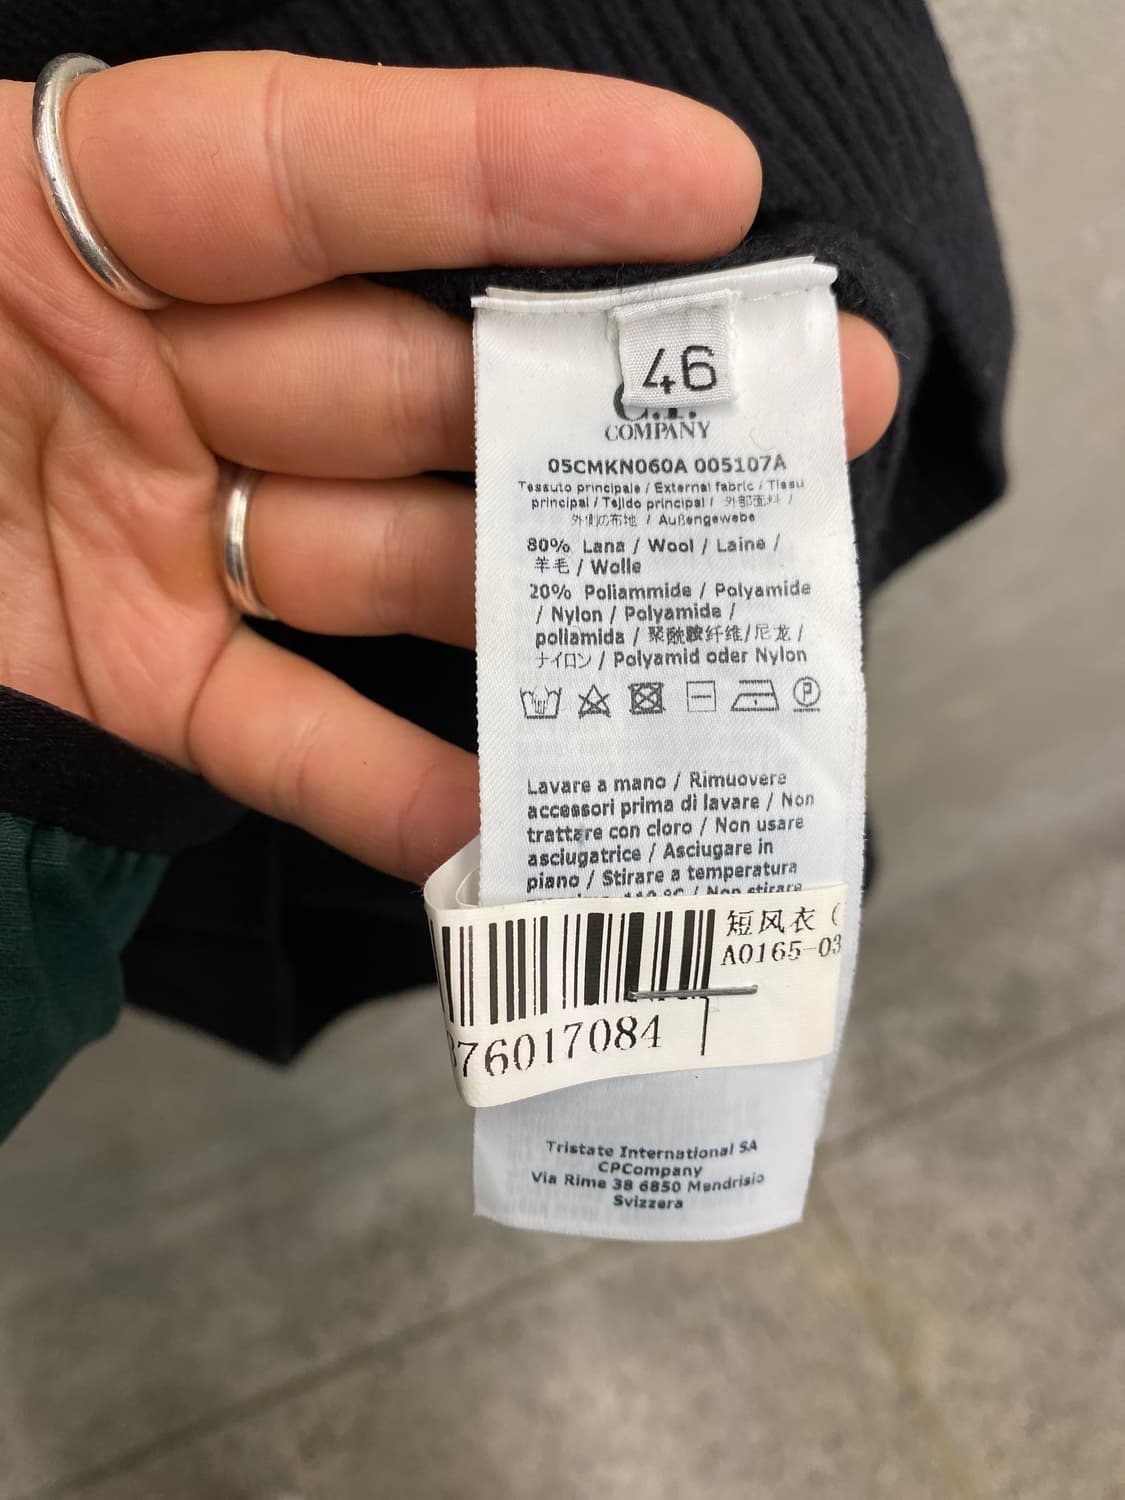 46
COMPANY
05CMKN060A 005107A
Tessuto principale / External fabric / Tissu
principal / Tejido principal / 外部面料 /
外側の布地 / Außengewebe
80% Lana / Wool / Laine /
羊毛 / Wolle
20% Poliammide / Polyamide
/ Nylon / Polyamide /
poliamida / 聚酰胺纤维/尼龙 /
ナイロン / Polyamid oder Nylon
P
Lavare a mano / Rimuovere
accessori prima di lavare / Non
trattare con cloro / Non usare
asciugatrice / Asciugare in
piano / Stirare a temperatura
110 °C / Non stirare
短风衣 (
A0165-03
76017084
Tristate International SA
CPCompany
Via Rime 38 6850 Mendrisio
Svizzera